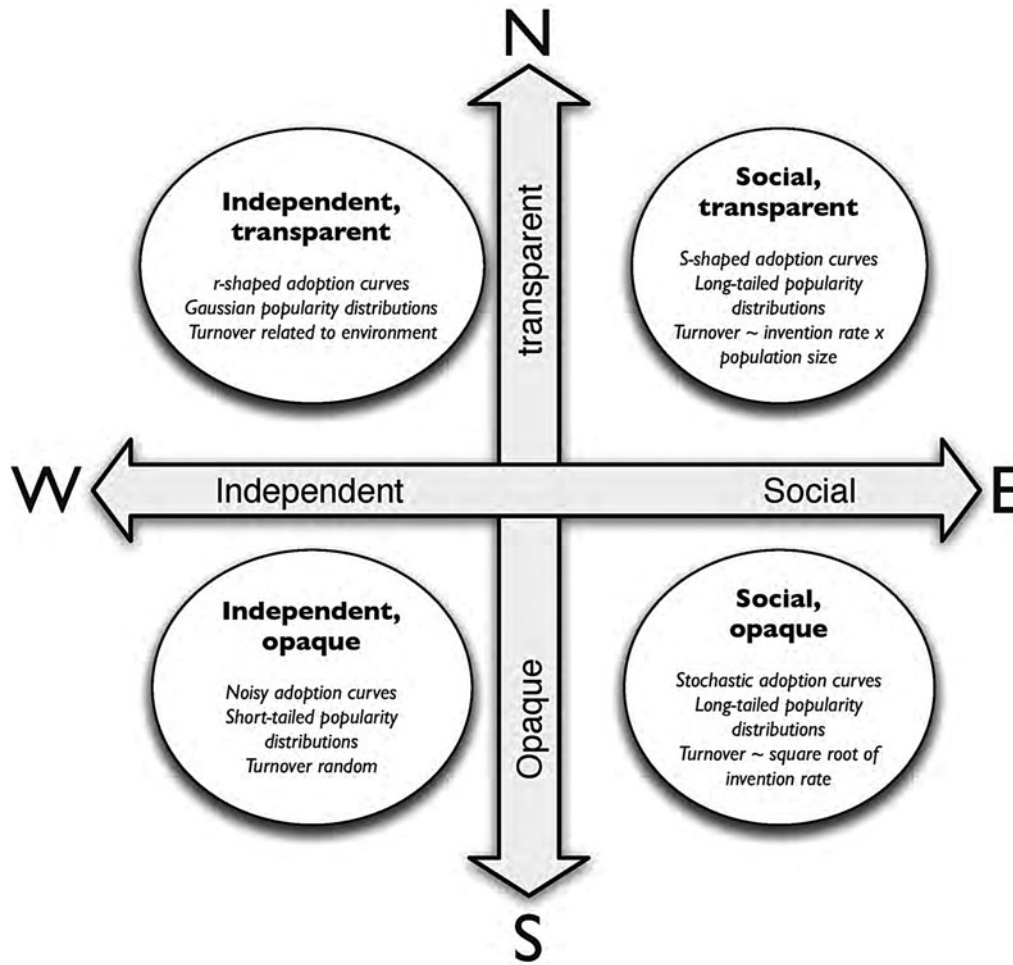 N
Independent,
transparent
r-shaped adoption curves
Gaussian popularity distributions
Turnover related to environment
transparent
Social,
transparent
S-shaped adoption curves
Long-tailed popularity
distributions
Turnover ~ invention rate x
population size
W
Independent
Social
E
Independent,
opaque
Noisy adoption curves
Short-tailed popularity
distributions
Turnover random
Opaque
Social,
opaque
Stochastic adoption curves
Long-tailed popularity
distributions
Turnover ~ square root of
invention rate
S